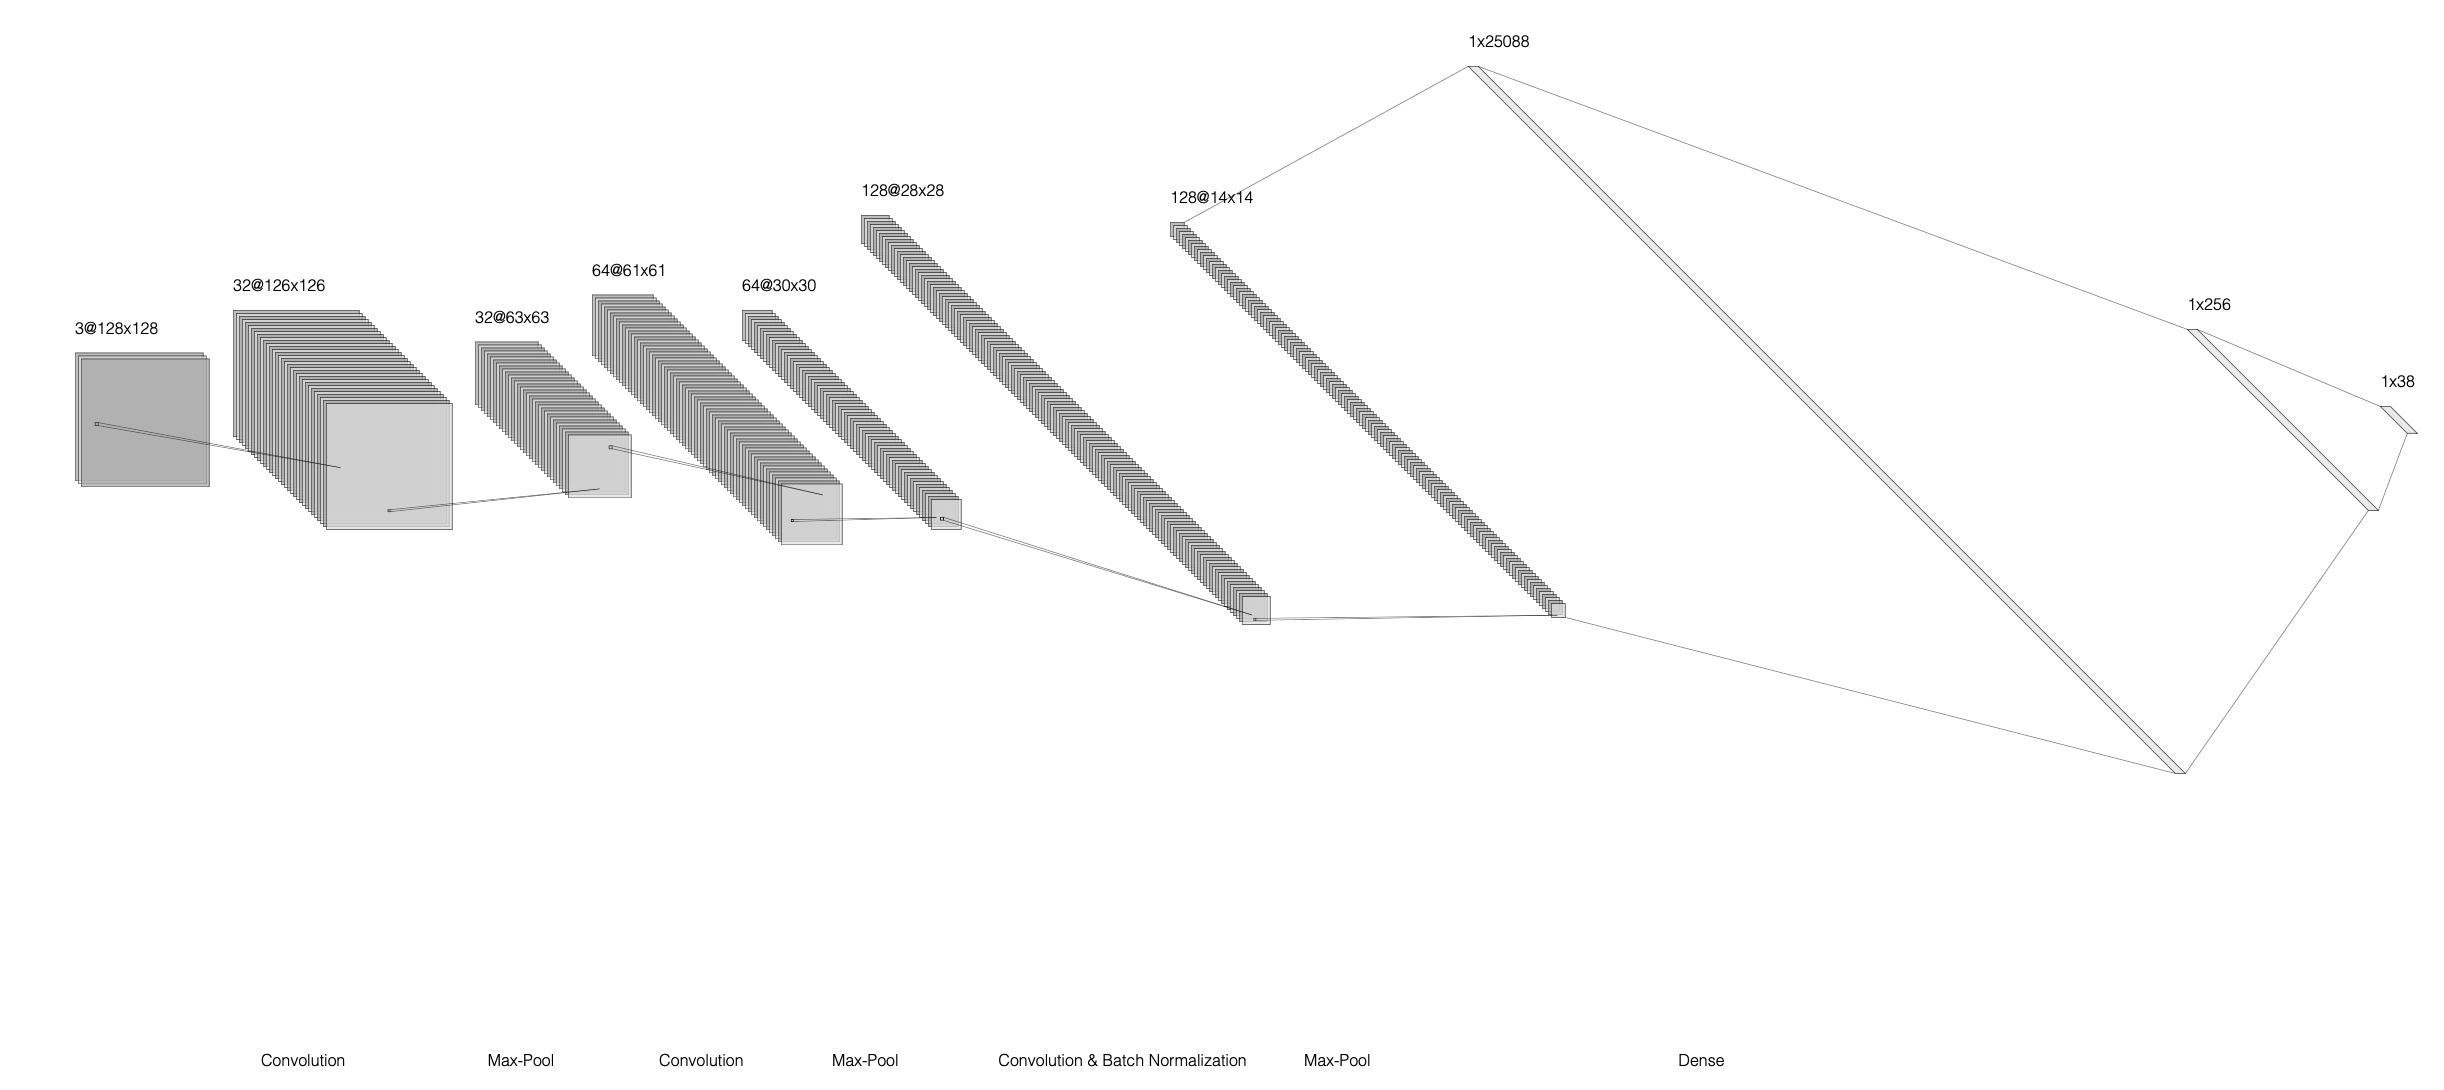 1x25088
128@28x28
128@14x14
64@61x61
32@126x126
64@30x30
1x256
32@63x63
3@128x128
1x38
Convolution
Max-Pool
Convolution
Max-Pool
Convolution & Batch Normalization
Max-Pool
Dense